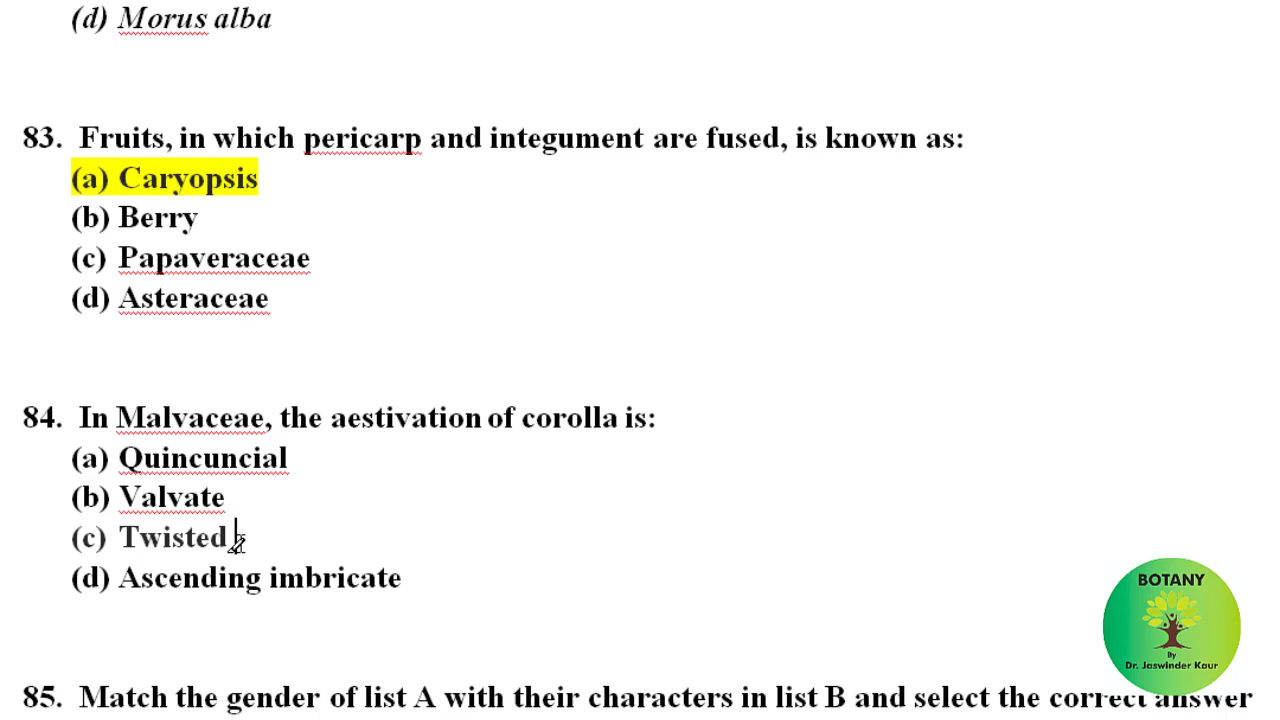 (d) Morus alba
83. Fruits, in which pericarp and integument are fused, is known as:
(a) Caryopsis
(b) Berry
(c) Papaveraceae
(d) Asteraceae
84. In Malvaceae, the aestivation of corolla is:
(a) Quincuncial
(b) Valvate
(c) Twisted
(d) Ascending imbricate
BOTANY
By
Dr. Jaswinder Kaur
85. Match the gender of list A with their characters in list B and select the correct answer